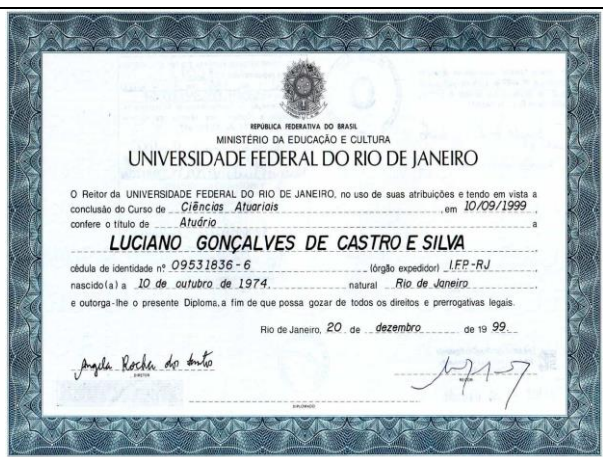 REPÚBLICA FEDERATIVA DO BRASIL
MINISTÉRIO DA EDUCAÇÃO E CULTURA
UNIVERSIDADE FEDERAL DO RIO DE JANEIRO
O Reitor da UNIVERSIDADE FEDERAL DO RIO DE JANEIRO, no uso de suas atribuições e tendo em vista a
conclusão do Curso de Ciências Atuariais em 10/09/1999,
confere o título de Atuário a
LUCIANO GONÇALVES DE CASTRO E SILVA
cédula de identidade nº 09531836-6 (órgão expedidor) I.F.P-RJ
nascido(a) a 10 de outubro de 1974, natural Rio de Janeiro
e outorga-lhe o presente Diploma, a fim de que possa gozar de todos os direitos e prerrogativas legais.
Rio de Janeiro, 20 de dezembro de 19 99.
Angela Rocha dos Santos
DIRETOR
REITOR
DIPLOMADO